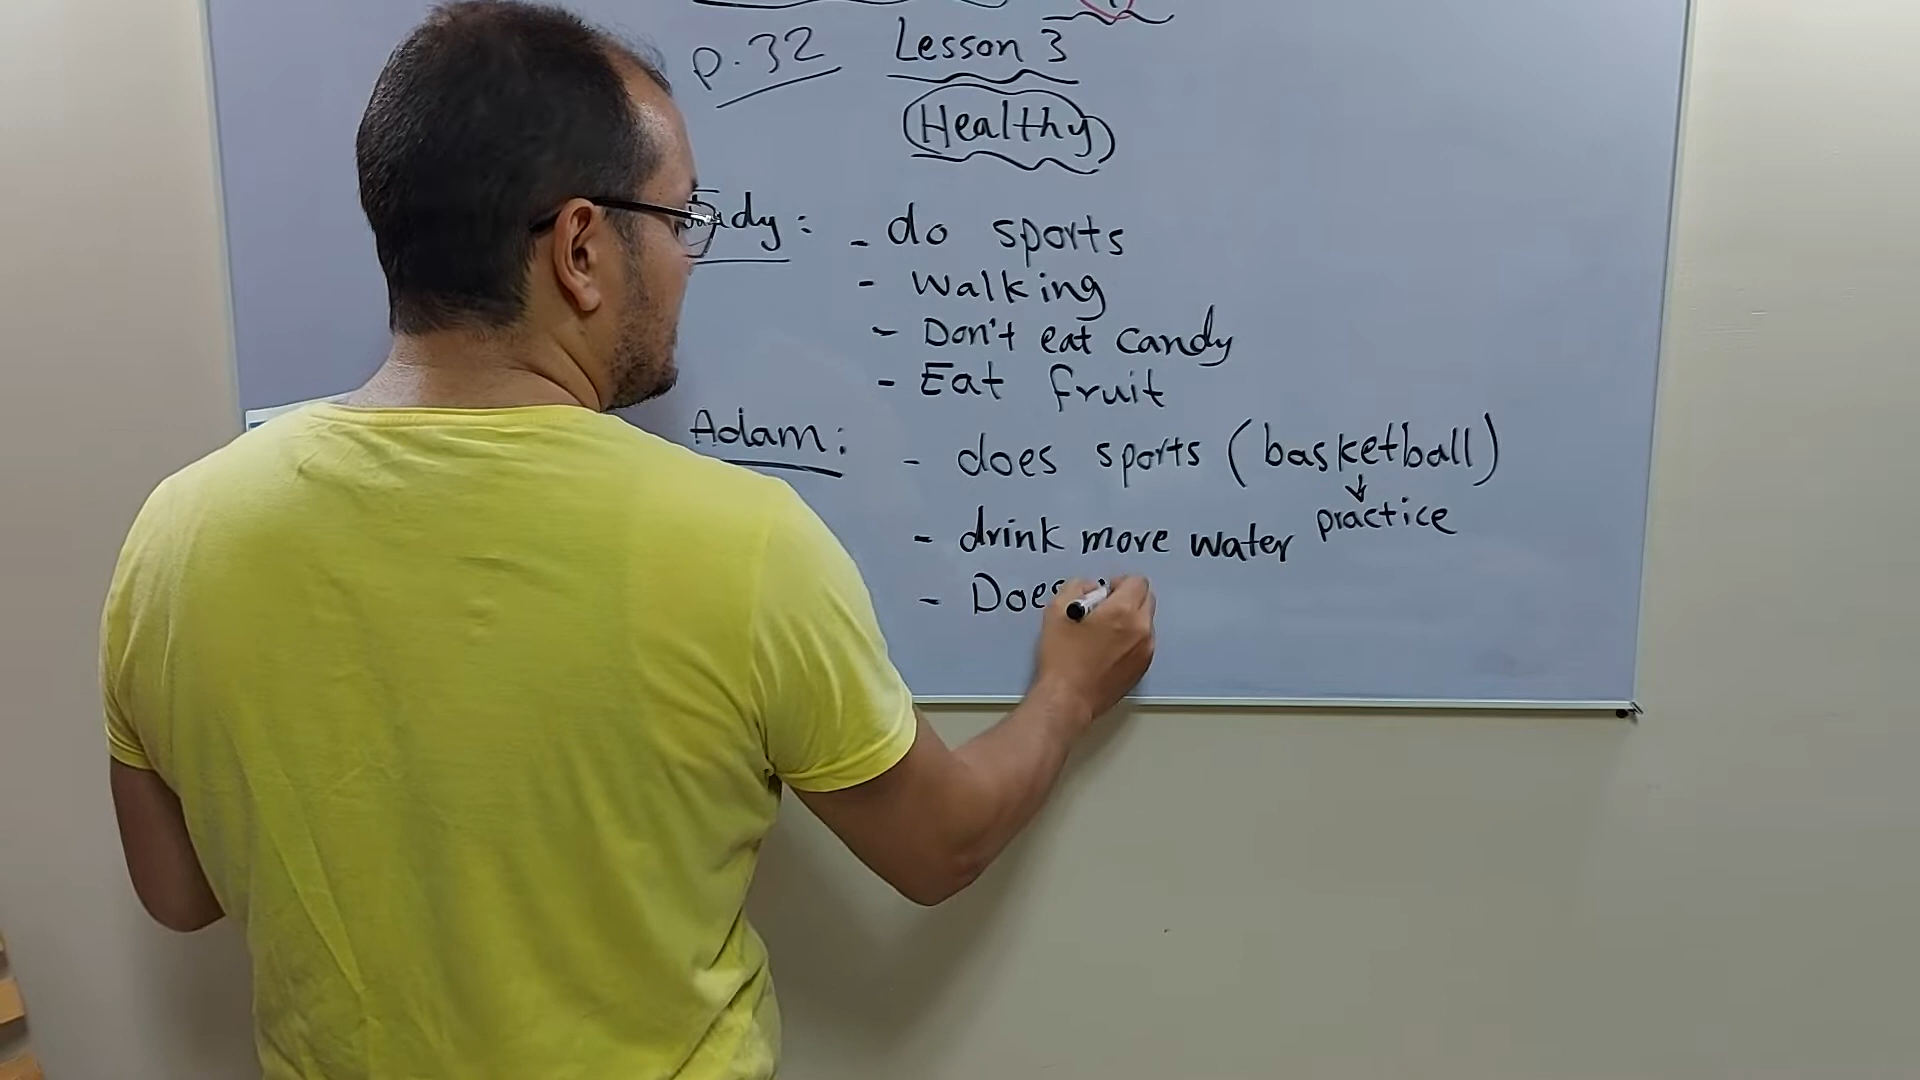 P.32 Lesson 3
Healthy
- do sports
- Walking
- Don't eat candy
- Eat fruit
Adam: - does sports (basketball)
practice
- drink more water
- Does